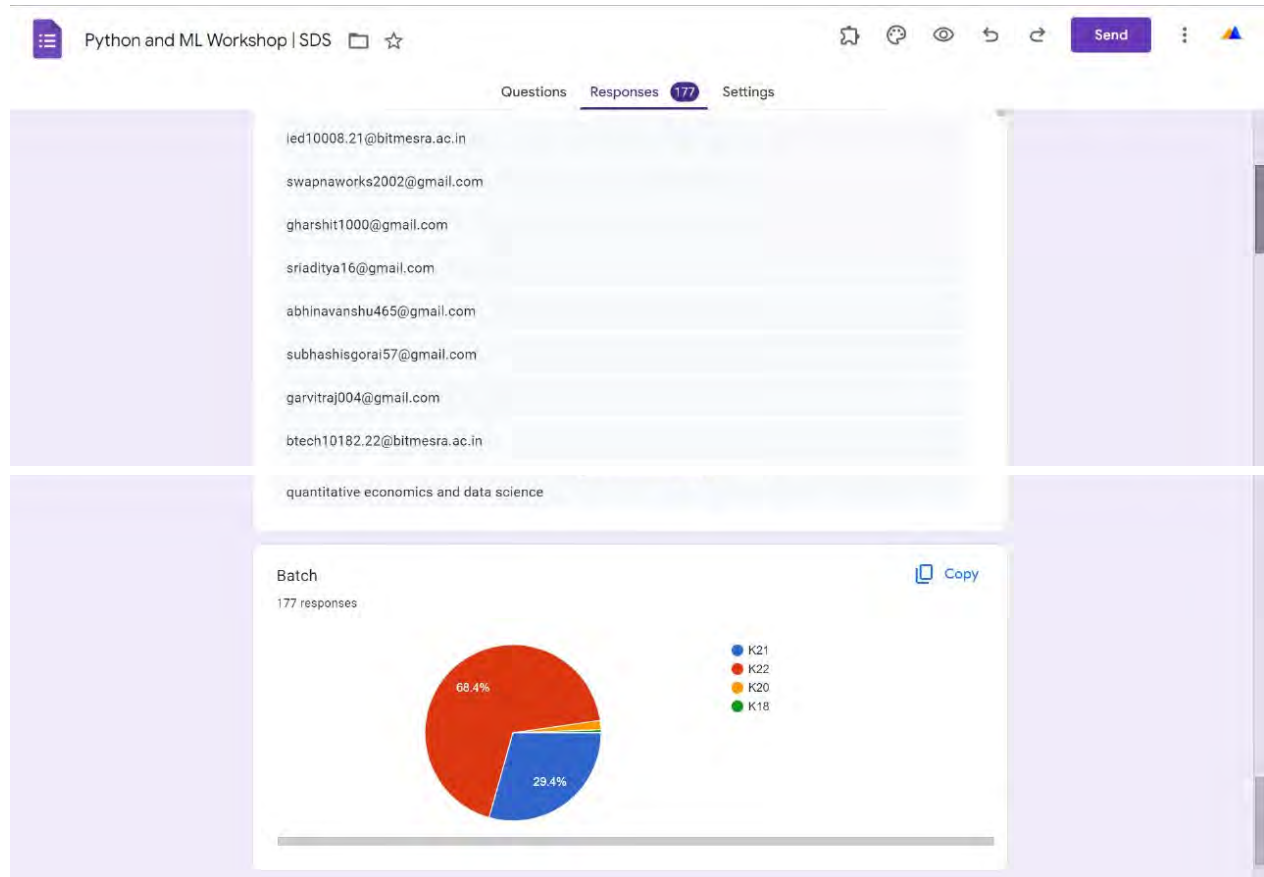 Python and ML Workshop | SDS
Send
Questions Responses 177 Settings
ied10008.21@bitmesra.ac.in
swapnaworks2002@gmail.com
gharshit1000@gmail.com
sriaditya16@gmail.com
abhinavanshu465@gmail.com
subhashisgorai57@gmail.com
garvitraj004@gmail.com
btech10182.22@bitmesra.ac.in
quantitative economics and data science
Batch
Copy
177 responses
K21
K22
K20
K18
68.4%
29.4%